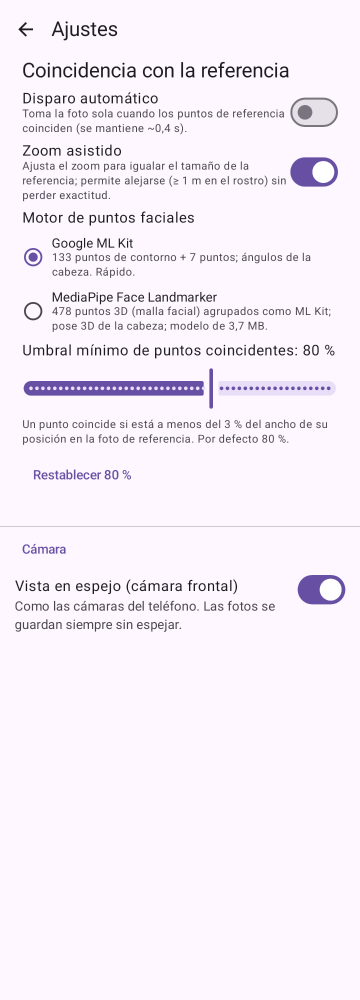 Ajustes
Coincidencia con la referencia
Disparo automático
Toma la foto sola cuando los puntos de referencia
coinciden (se mantiene ~0,4 s).
Zoom asistido
Ajusta el zoom para igualar el tamaño de la
referencia; permite alejarse (≥ 1 m en el rostro) sin
perder exactitud.
Motor de puntos faciales
Google ML Kit
133 puntos de contorno + 7 puntos; ángulos de la
cabeza. Rápido.
MediaPipe Face Landmarker
478 puntos 3D (malla facial) agrupados como ML Kit;
pose 3D de la cabeza; modelo de 3,7 MB.
Umbral mínimo de puntos coincidentes: 80 %
Un punto coincide si está a menos del 3 % del ancho de su
posición en la foto de referencia. Por defecto 80 %.
Restablecer 80 %
Cámara
Vista en espejo (cámara frontal)
Como las cámaras del teléfono. Las fotos se
guardan siempre sin espejar.